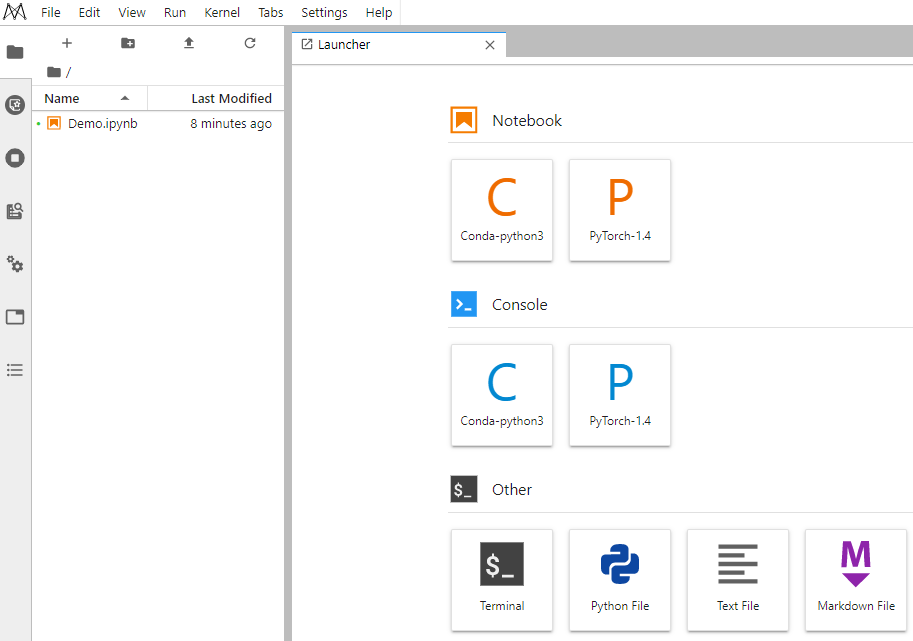 File Edit View Run Kernel Tabs Settings Help
Launcher
/
Name Last Modified
Demo.ipynb 8 minutes ago
Notebook
C P
Conda-python3 PyTorch-1.4
Console
C P
Conda-python3 PyTorch-1.4
$_ Other
$_ M
Terminal Python File Text File Markdown File